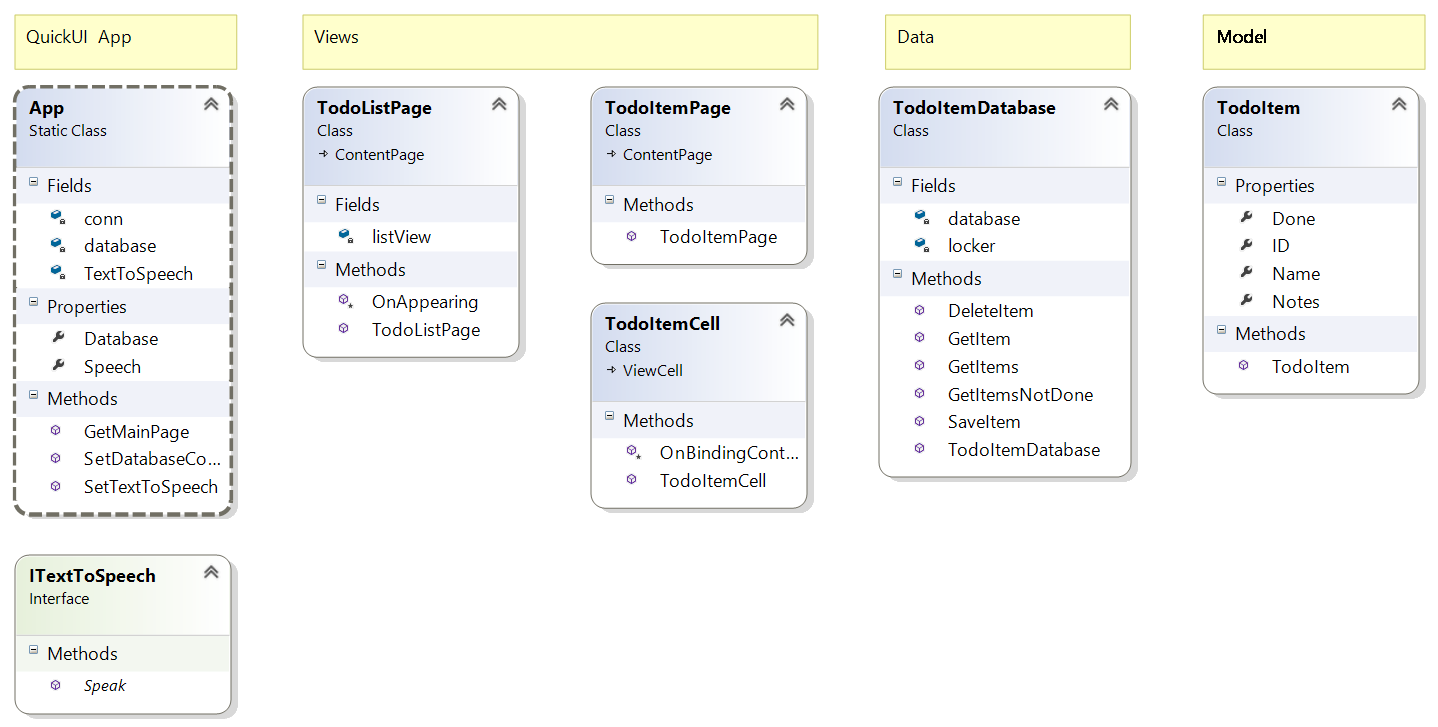 QuickUI App
App
Static Class
Fields
conn
database
TextToSpeech
Properties
Database
Speech
Methods
GetMainPage
SetDatabaseCo...
SetTextToSpeech
ITextToSpeech
Interface
Methods
Speak
Views
TodoListPage
Class
ContentPage
Fields
listView
Methods
OnAppearing
TodoListPage
TodoItemPage
Class
ContentPage
Methods
TodoItemPage
TodoItemCell
Class
ViewCell
Methods
OnBindingCont...
TodoItemCell
Data
TodoItemDatabase
Class
Fields
database
locker
Methods
DeleteItem
GetItem
GetItems
GetItemsNotDone
SaveItem
TodoItemDatabase
Model
TodoItem
Class
Properties
Done
ID
Name
Notes
Methods
TodoItem